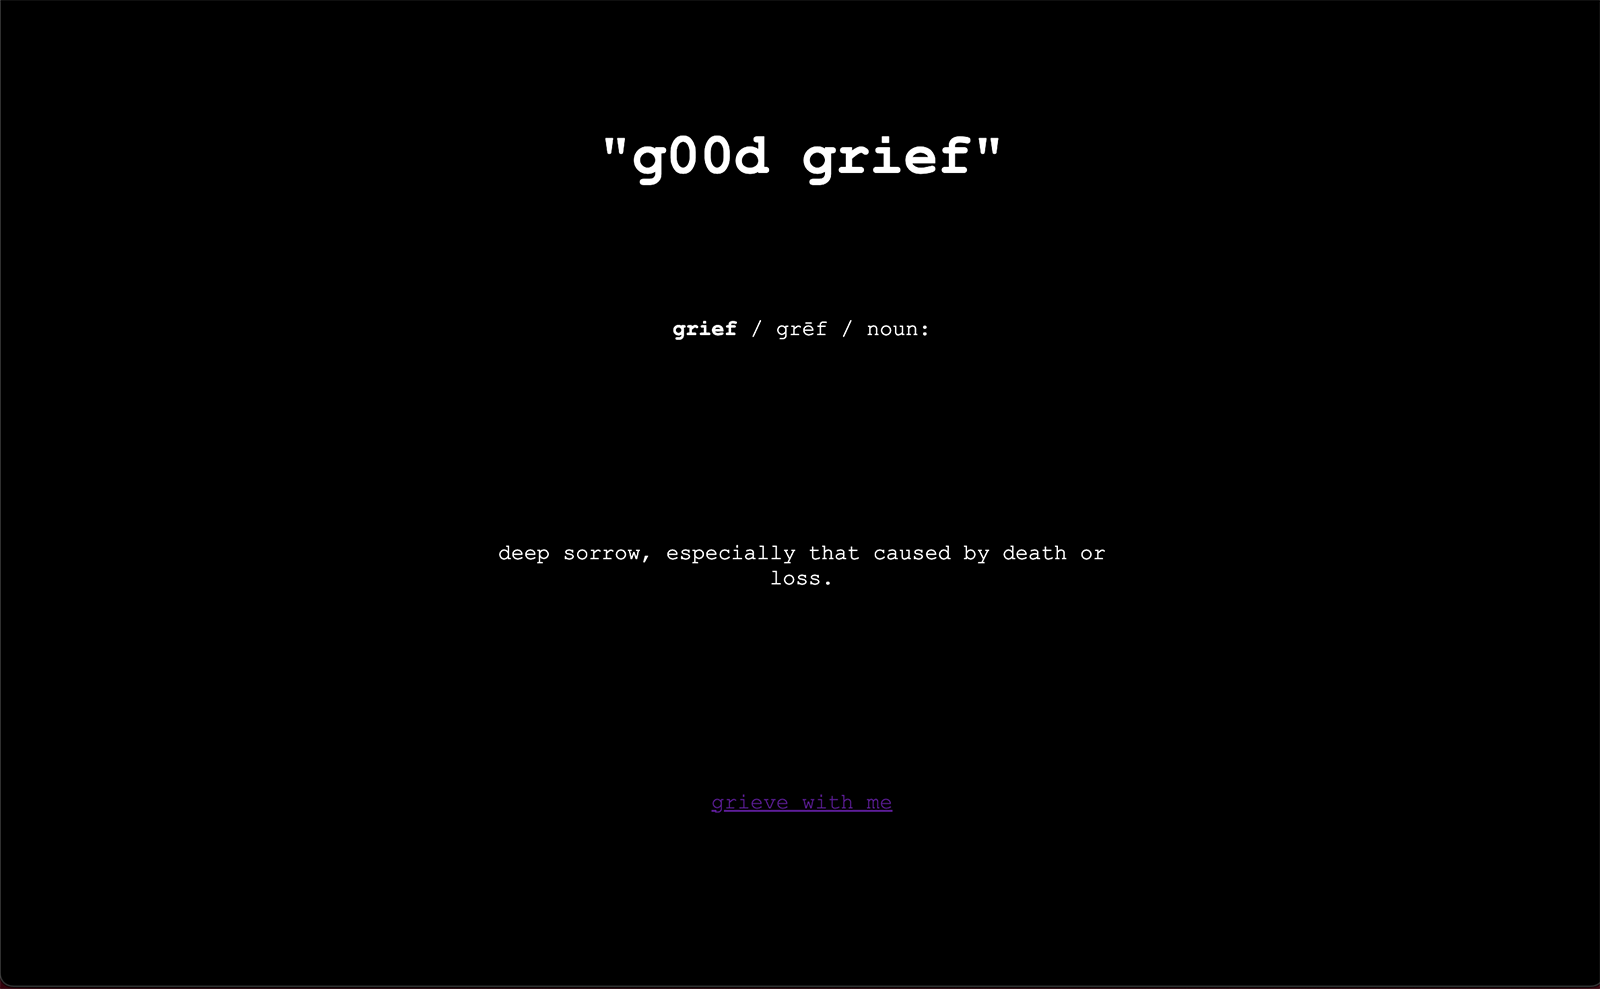 "g00d grief"
grief / grēf / noun:
deep sorrow, especially that caused by death or
loss.
grieve with me